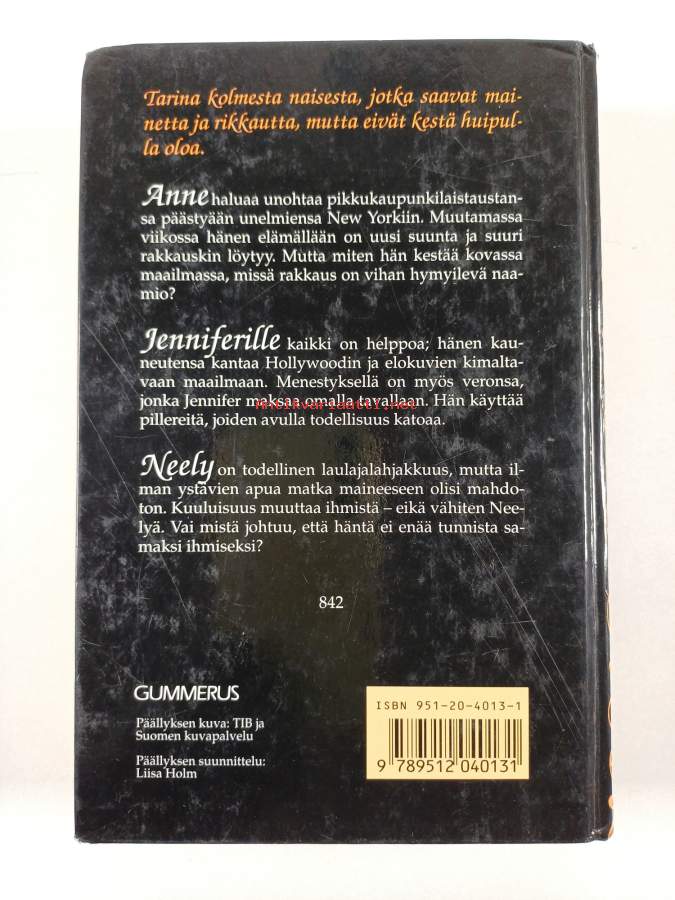 Tarina kolmesta naisesta, jotka saavat mai-
netta ja rikkautta, mutta eivät kestä huipul-
la oloa.
Anne haluaa unohtaa pikkukaupunkilaistaustan-
sa päästyään unelmiensa New Yorkiin. Muutamassa
viikossa hänen elämällään on uusi suunta ja suuri
rakkauskin löytyy. Mutta miten hän kestää kovassa
maailmassa, missä rakkaus on vihan hymyilevä naa-
mio?
Jenniferille kaikki on helppoa; hänen kau-
neutensa kantaa Hollywoodin ja elokuvien kimalta-
vaan maailmaan. Menestyksellä on myös veronsa,
jonka Jennifer maksaa omalla tavallaan. Hän käyttää
antikvariaatti.net
pillereitä, joiden avulla todellisuus katoaa.
Neely on todellinen laulajalahjakkuus, mutta il-
man ystävien apua matka maineeseen olisi mahdo-
ton. Kuuluisuus muuttaa ihmistä – eikä vähiten Nee-
lyä. Vai mistä johtuu, että häntä ei enää tunnista sa-
maksi ihmiseksi?
842
GUMMERUS
Päällyksen kuva: TIB ja
Suomen kuvapalvelu
Päällyksen suunnittelu:
Liisa Holm
ISBN 951-20-4013-1
9 789512 040131